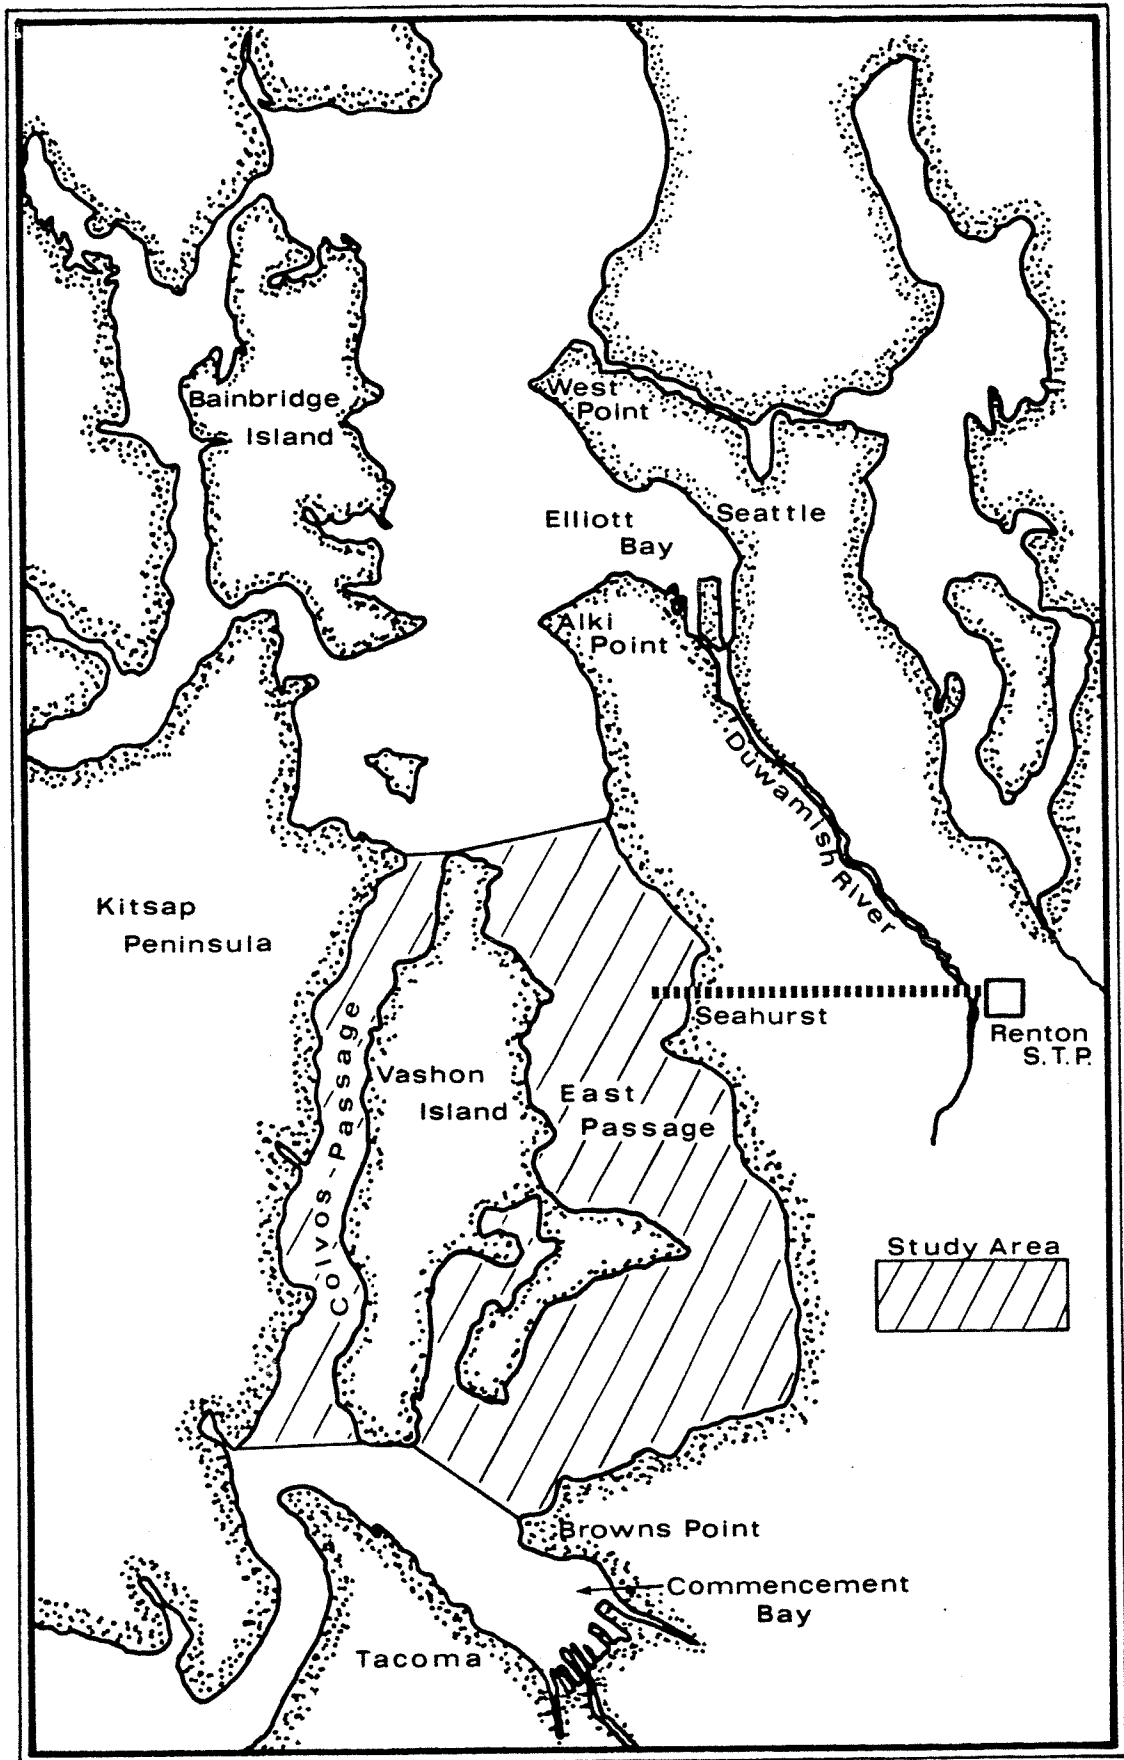 West
Point
Bainbridge
Island
Seattle
Elliott
Bay
Alki
Point
Duwamish River
Kitsap
Peninsula
Seahurst
Renton
S.T.P.
Colvos Passage
Vashon
Island
East
Passage
Study Area
Browns Point
Commencement
Bay
Tacoma